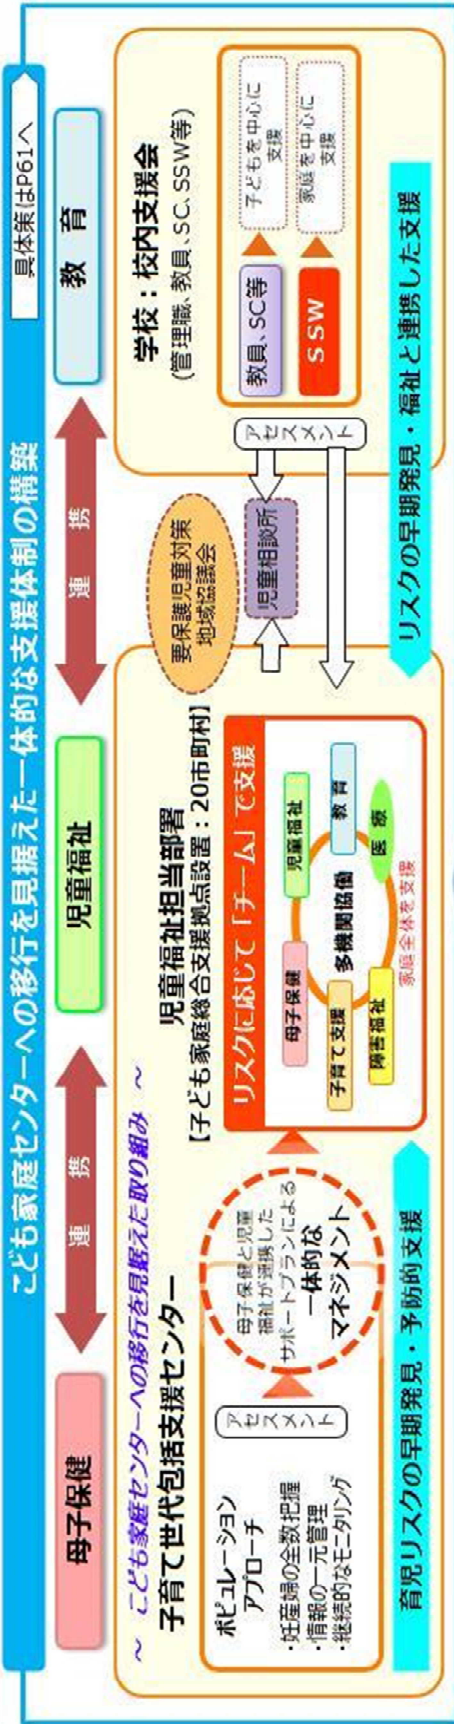 こども家庭センターへの移行を見据えた一体的な支援体制の構築
具体策はP61へ
母子保健
連 携
児童福祉
連 携
教 育
～ こども家庭センターへの移行を見据えた取り組み ～
子育て世代包括支援センター
ポピュレーション
アプローチ
・妊産婦の全数把握
・情報の一元管理
・継続的なモニタリング
アセスメント
母子保健と児童
福祉が連携した
サポートプランによる
一体的な
マネジメント
育児リスクの早期発見・予防的支援
児童福祉担当部署
【子ども家庭総合支援拠点設置：20市町村】
リスクに応じて「チーム」で支援
母子保健
児童福祉
子育て支援
多機関協働
教育
障害福祉
医療
家庭全体を支援
要保護児童対策
地域協議会
児童相談所
学校：校内支援会
(管理職、教員、SC、SSW等)
アセスメント
教員、SC等
子どもを中心に
支援
SSW
家庭を中心に
支援
リスクの早期発見・福祉と連携した支援